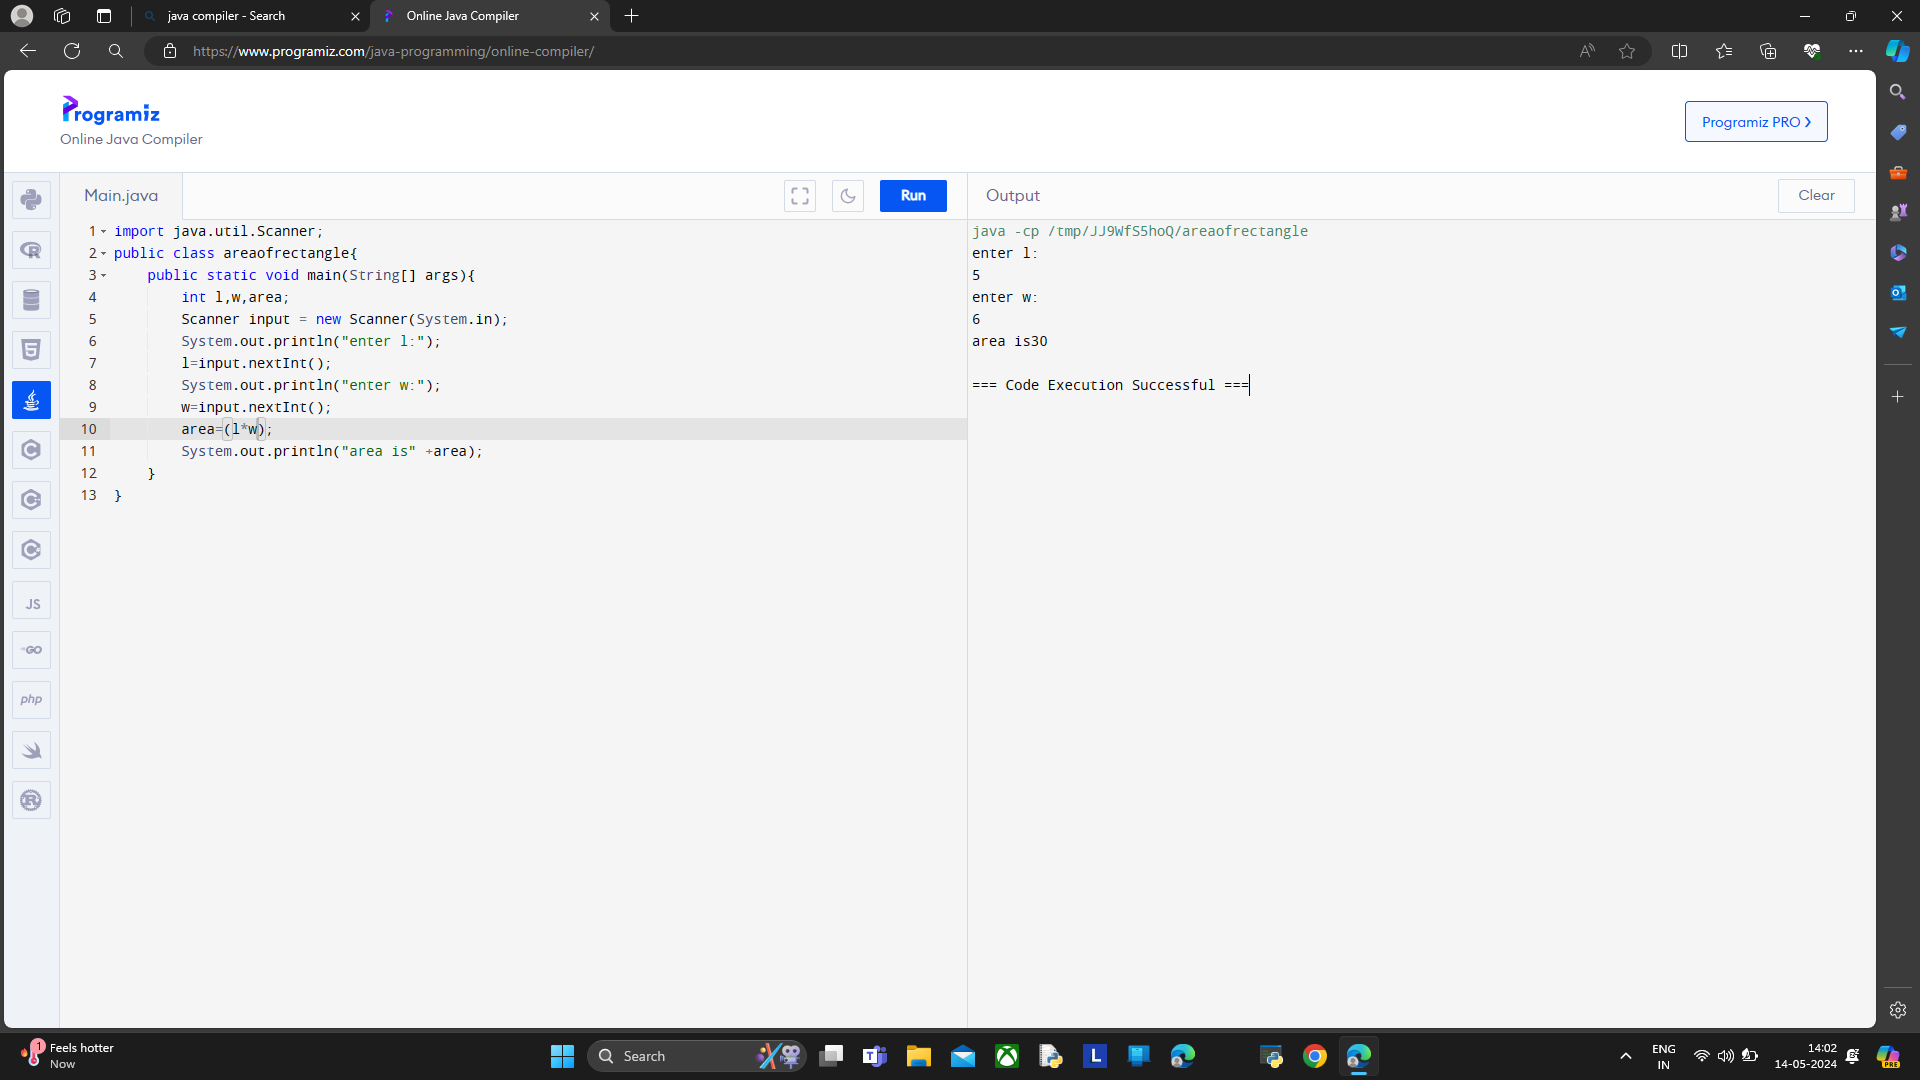 java compiler - Search
Online Java Compiler
https://www.programiz.com/java-programming/online-compiler/
Programiz
Online Java Compiler
Programiz PRO
Main.java
Run
Output
Clear
1 import java.util.Scanner;
2 public class areaofrectangle{
3     public static void main(String[] args){
4         int l,w,area;
5         Scanner input = new Scanner(System.in);
6         System.out.println("enter l:");
7         l=input.nextInt();
8         System.out.println("enter w:");
9         w=input.nextInt();
10         area=(l*w);
11         System.out.println("area is" +area);
12     }
13 }
java -cp /tmp/JJ9WfS5hoQ/areaofrectangle
enter l:
5
enter w:
6
area is30
=== Code Execution Successful ===
JS
GO
php
1
Feels hotter
Now
Search
L
ENG
IN
14:02
14-05-2024
PRE